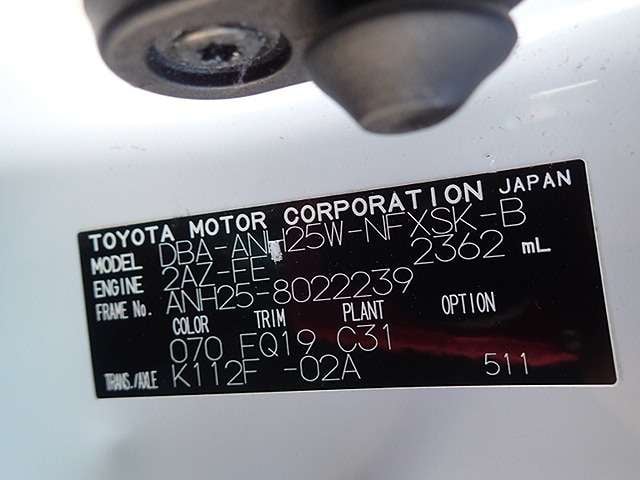 TOYOTA MOTOR CORPORATION JAPAN
MODEL DBA-ANH25W-NFXSK-B
ENGINE 2AZ-FE 2362 mL
FRAME No. ANH25-8022239
COLOR TRIM PLANT OPTION
070 FQ19 C31
TRANS./AXLE K112F -02A 511